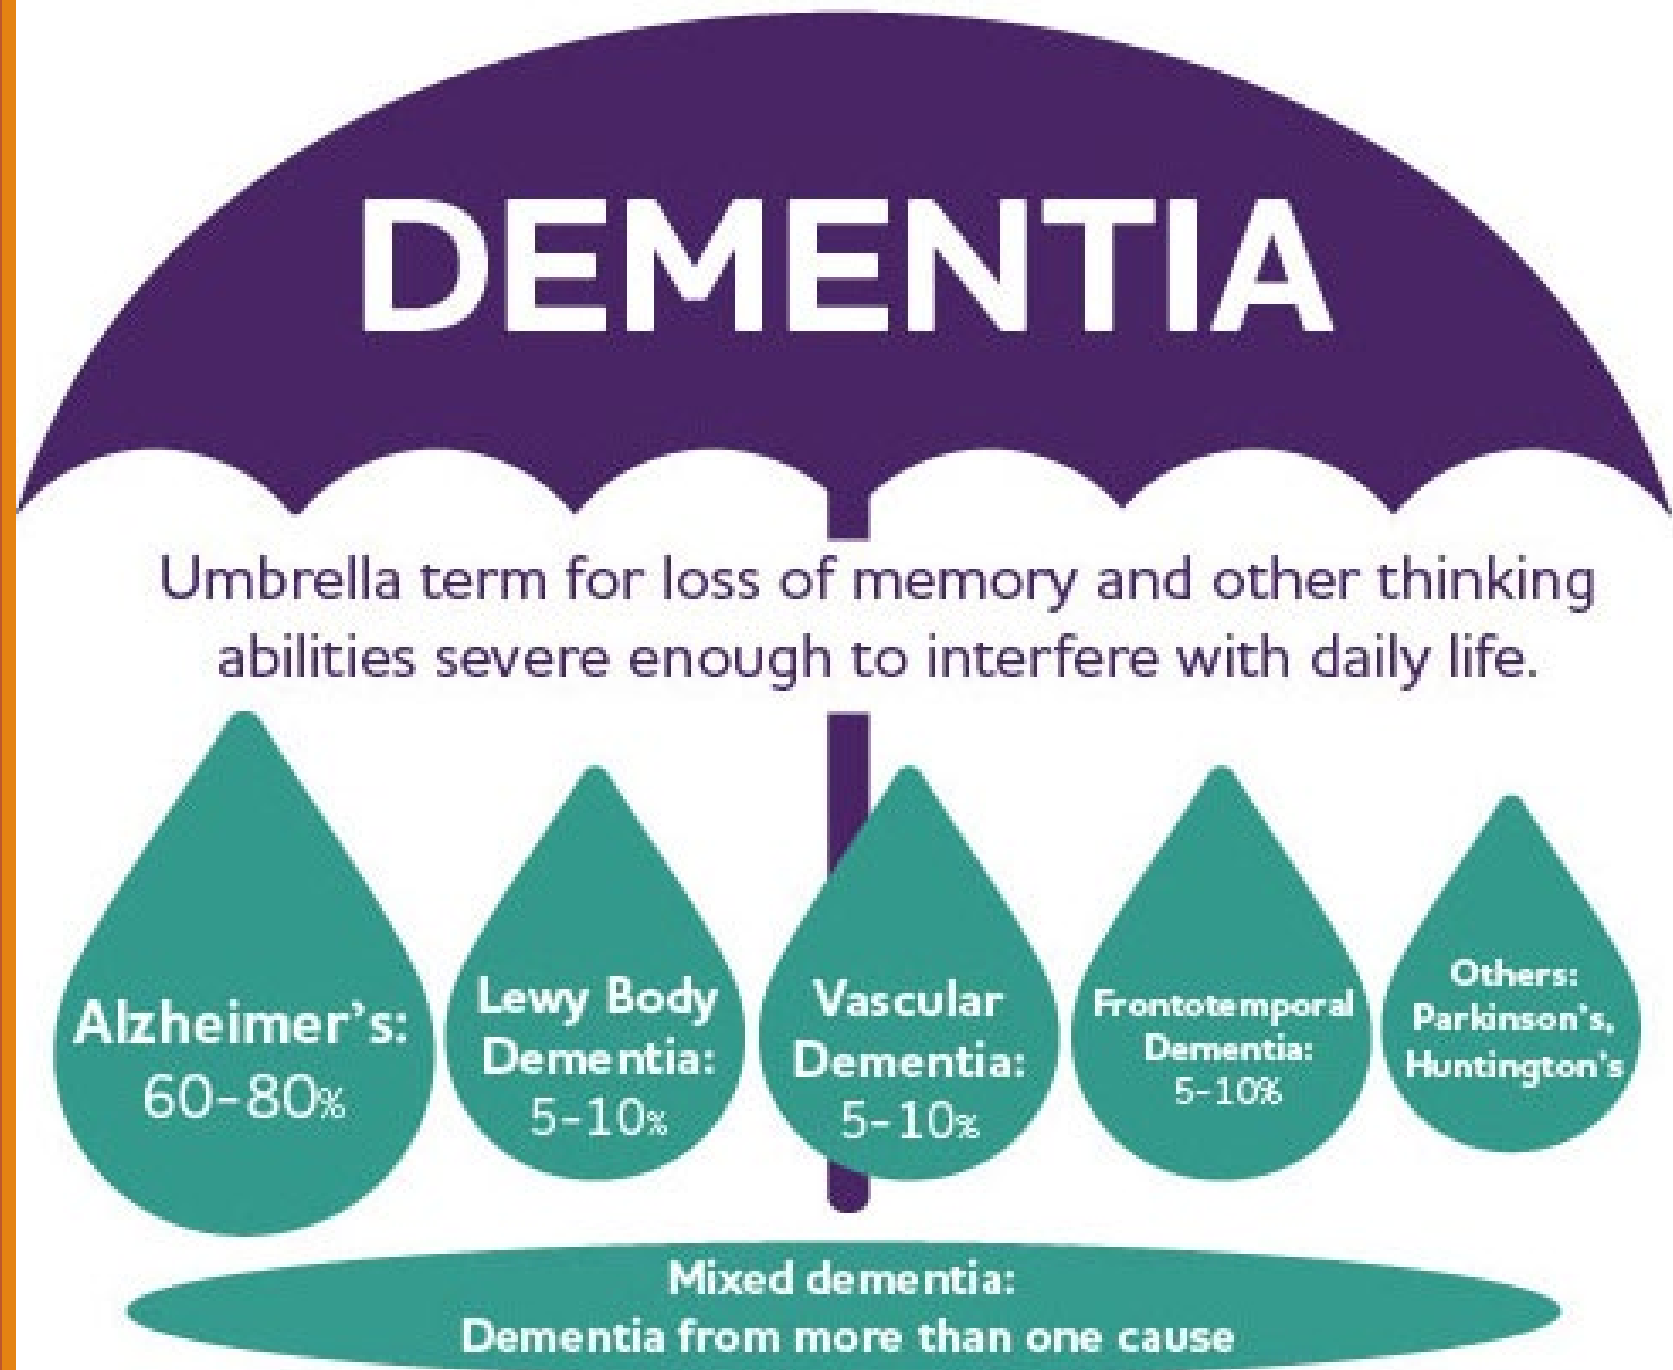 DEMENTIA
Umbrella term for loss of memory and other thinking
abilities severe enough to interfere with daily life.
Alzheimer's:
60-80%
Lewy Body
Dementia:
5-10%
Vascular
Dementia:
5-10%
Frontotemporal
Dementia:
5-10%
Others:
Parkinson's,
Huntington's
Mixed dementia:
Dementia from more than one cause